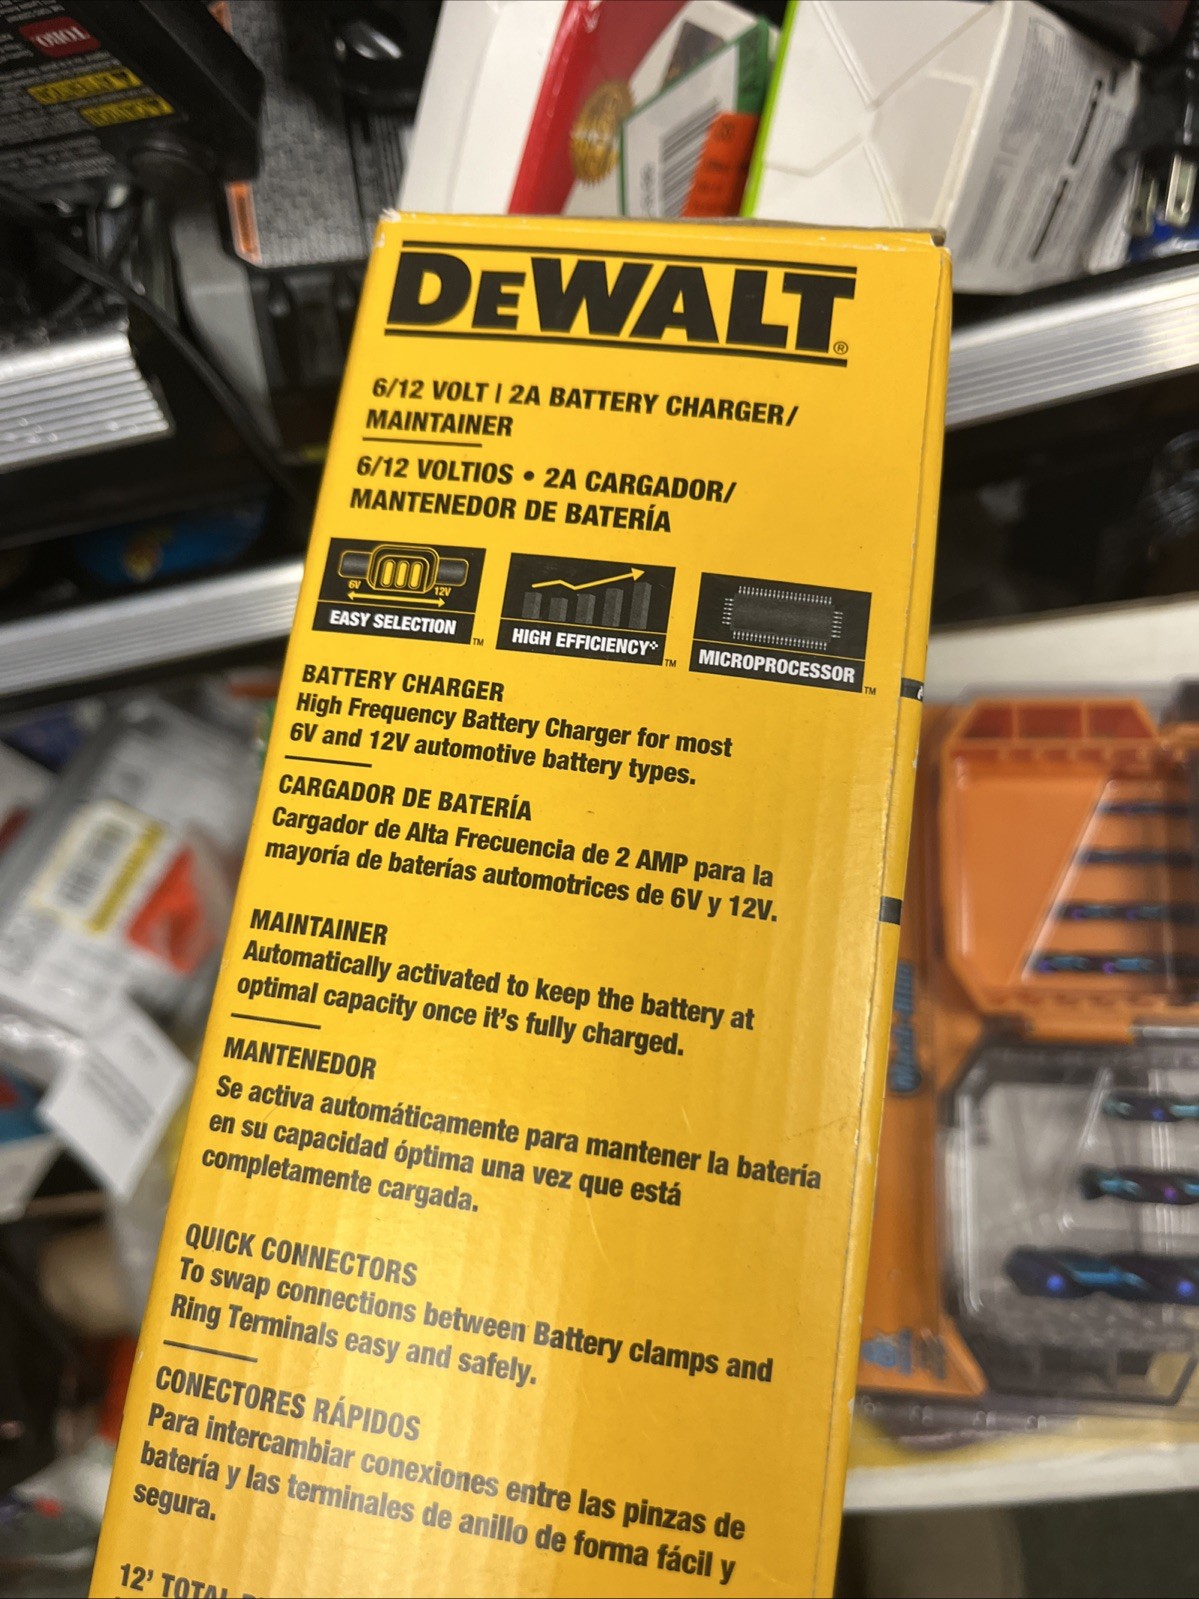 TORO
DEWALT®
6/12 VOLT | 2A BATTERY CHARGER/
MAINTAINER
6/12 VOLTIOS • 2A CARGADOR/
MANTENEDOR DE BATERÍA
6V 12V
EASY SELECTION™
HIGH EFFICIENCY™
MICROPROCESSOR™
BATTERY CHARGER
High Frequency Battery Charger for most
6V and 12V automotive battery types.
CARGADOR DE BATERÍA
Cargador de Alta Frecuencia de 2 AMP para la
mayoría de baterías automotrices de 6V y 12V.
MAINTAINER
Automatically activated to keep the battery at
optimal capacity once it's fully charged.
MANTENEDOR
Se activa automáticamente para mantener la batería
en su capacidad óptima una vez que está
completamente cargada.
QUICK CONNECTORS
To swap connections between Battery clamps and
Ring Terminals easy and safely.
CONECTORES RÁPIDOS
Para intercambiar conexiones entre las pinzas de
batería y las terminales de anillo de forma fácil y
segura.
12' TOTAL